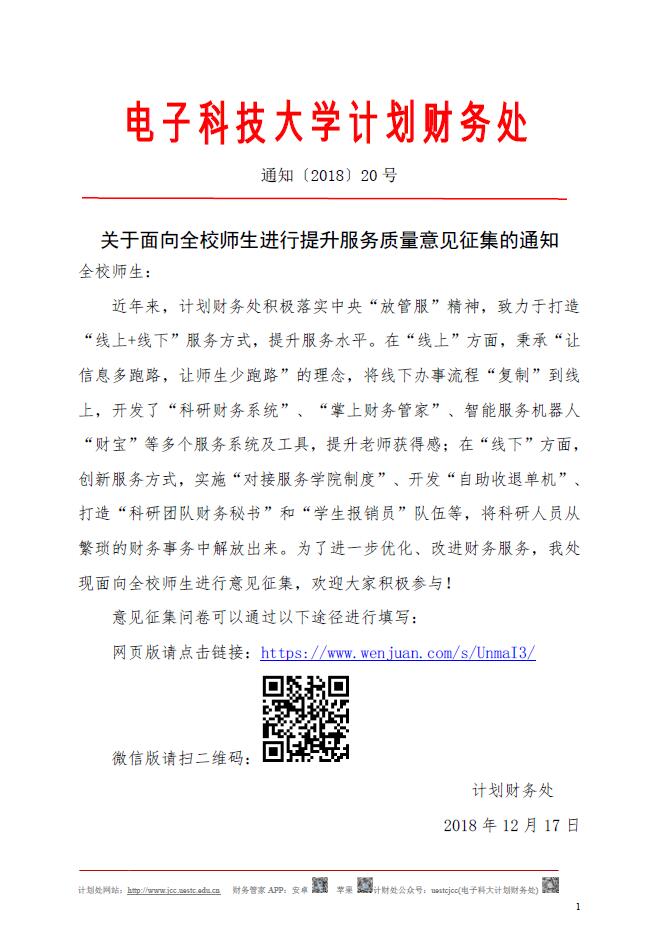 电子科技大学计划财务处
通知〔2018〕20 号
关于面向全校师生进行提升服务质量意见征集的通知
全校师生：
近年来，计划财务处积极落实中央“放管服”精神，致力于打造
“线上+线下”服务方式，提升服务水平。在“线上”方面，秉承“让
信息多跑路，让师生少跑路”的理念，将线下办事流程“复制”到线
上，开发了“科研财务系统”、“掌上财务管家”、智能服务机器人
“财宝”等多个服务系统及工具，提升老师获得感；在“线下”方面，
创新服务方式，实施“对接服务学院制度”、开发“自助收退单机”、
打造“科研团队财务秘书”和“学生报销员”队伍等，将科研人员从
繁琐的财务事务中解放出来。为了进一步优化、改进财务服务，我处
现面向全校师生进行意见征集，欢迎大家积极参与！
意见征集问卷可以通过以下途径进行填写：
网页版请点击链接：https://www.wenjuan.com/s/UnmaI3/
微信版请扫二维码：
计划财务处
2018 年 12 月 17 日
计划处网站：http://www.jcc.uestc.edu.cn 财务管家 APP：安卓 苹果 计财处公众号：uestcjcc(电子科大计划财务处)
1